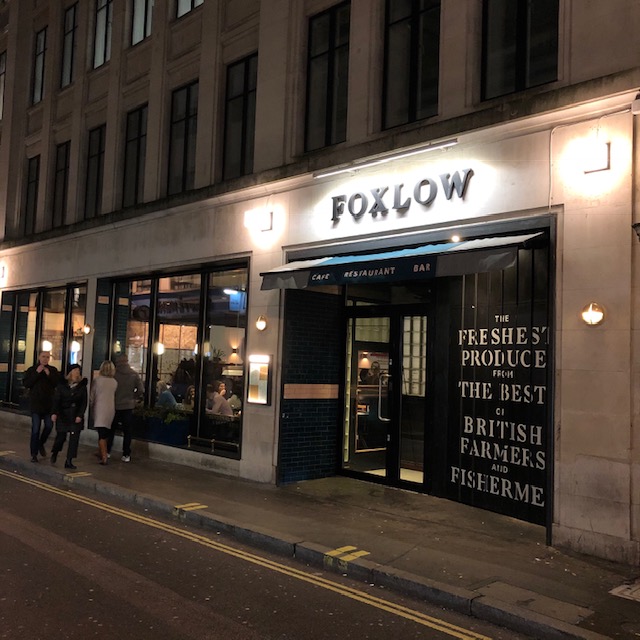 FOXLOW
CAFE RESTAURANT BAR
THE
FRESHEST
PRODUCE
FROM
THE BEST
OF
BRITISH
FARMERS
AND
FISHERME